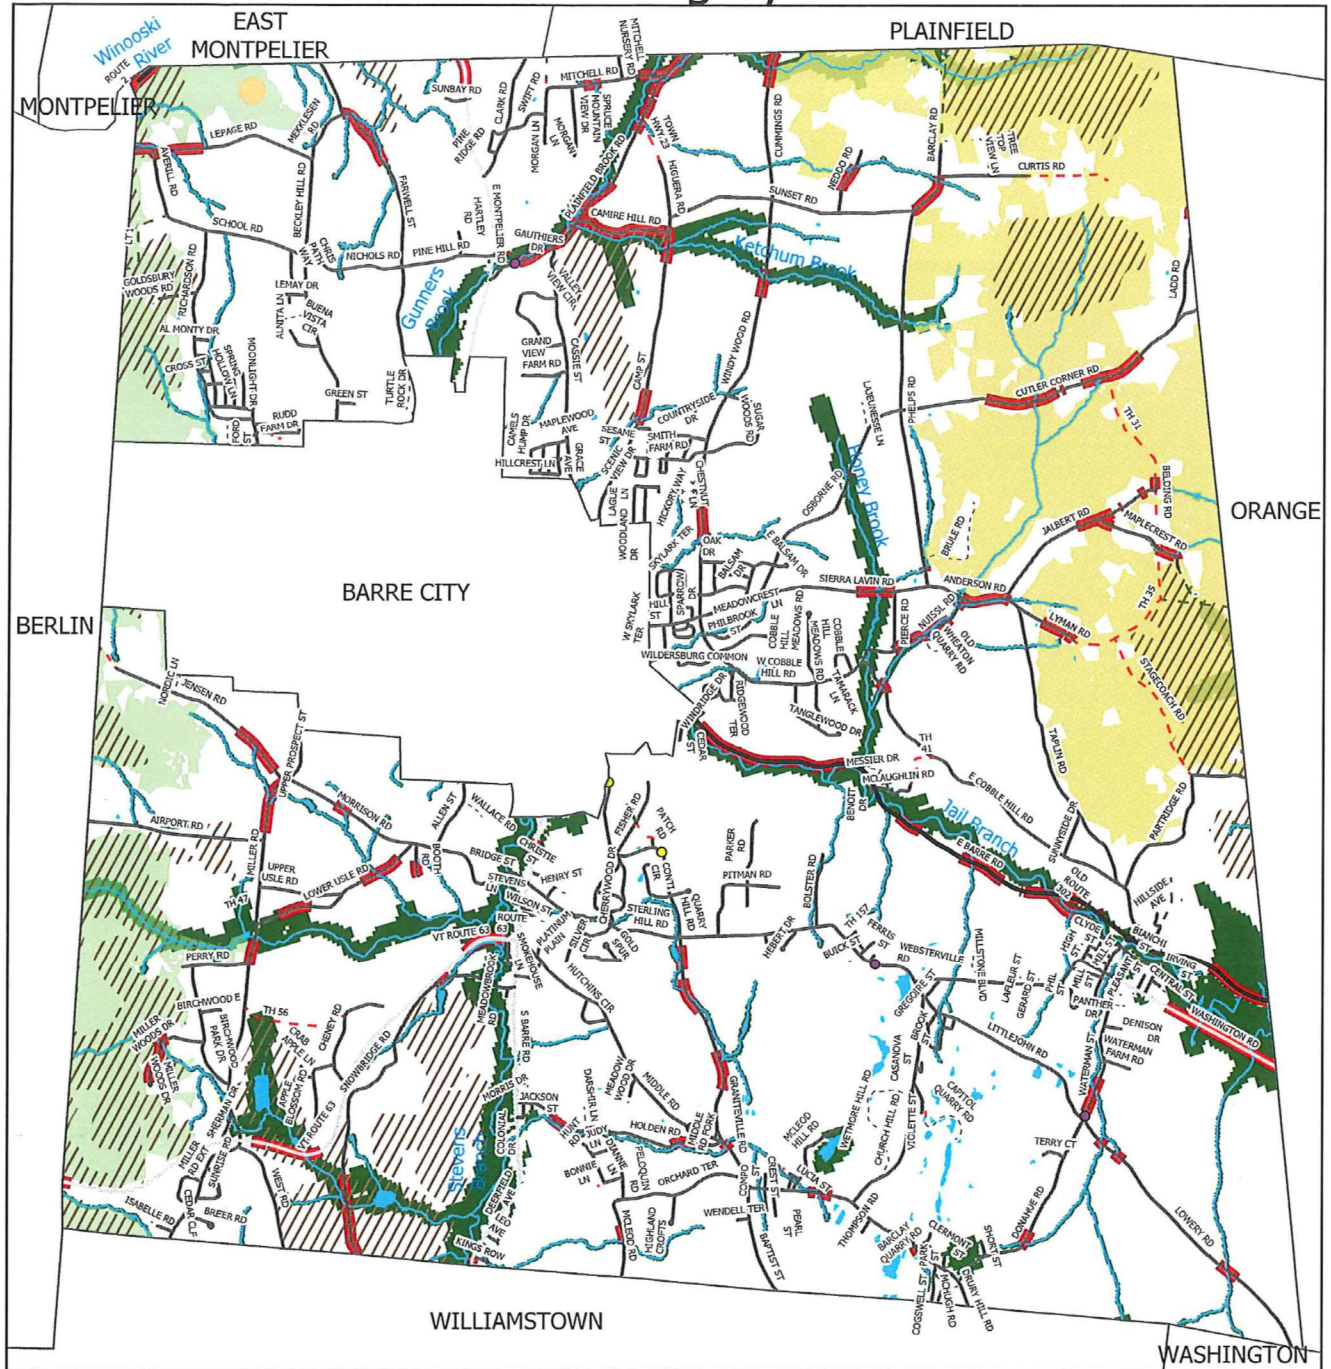 EAST
MONTPELIER
PLAINFIELD
Winooski
River
ROUTE
2
MONTPELIER
MITCHELL
NURSERY RD
MITCHELL RD
SUNBAY RD
CLARK RD
SWIFT RD
SPRUCE
MOUNTAIN
VIEW DR
MORGAN
LN
MORGAN LN
PINE
RIDGE RD
MEKKLESEN
RD
LEPAGE RD
AVERILL RD
TOWN
HWY 23
CUMMINGS RD
BARCLAY RD
TREE
TOP
VIEW LN
CURTIS RD
NEDDO RD
SUNSET RD
HIGUERA RD
PLAINFIELD BROOK RD
CAMIRE HILL RD
Ketchum Brook
BECKLEY HILL RD
FARWELL ST
SCHOOL RD
CHRIS
PATH
WAY
NICHOLS RD
PINE HILL RD
HARTLEY
RD
E MONTPELIER RD
GAUTHIERS
DR
VALLEY
VIEW CIR
Gunners
Brook
LT1
GOLDSBURY
WOODS RD
RICHARDSON RD
LEMAY DR
ALNITA LN
BUENA
VISTA
CIR
AL MONTY DR
CROSS ST
SPRING
HOLLOW LN
MOONLIGHT DR
FORD
ST
RUDD
FARM DR
GREEN ST
TURTLE
ROCK DR
GRAND
VIEW
FARM RD
CASSIE ST
CAMP ST
WINDY WOOD RD
LADD RD
CUTLER CORNER RD
TH 31
CAMELS
HUMP DR
MAPLEWOOD
AVE
HILLCREST LN
GRACE
AVE
SESAME
ST
SCENIC
VIEW DR
COUNTRYSIDE
DR
SMITH
FARM RD
SUGAR
WOODS RD
LAJEUNESSE LN
PHELPS RD
LAGUE
LN
WOODLAND
DR
HICKORY WAY
CHESTNUT
LN
OSBORNE RD
Honey Brook
BELDING RD
JALBERT RD
MAPLECREST RD
ORANGE
BRULE RD
SKYLARK TER
OAK
DR
BALSAM
DR
E BALSAM DR
SIERRA LAVIN RD
ANDERSON RD
SPARROW
DR
HILL
ST
MEADOWCREST
LN
PHILBROOK
ST
W SKYLARK
TER
COBBLE
HILL
MEADOWS RD
COBBLE
HILL
MEADOWS RD
PIERCE RD
NUISSL RD
OLD
WHEATON
QUARRY RD
LYMAN RD
TH 35
STAGECOACH RD
BARRE CITY
BERLIN
WILDERSBURG COMMON
W COBBLE
HILL RD
TAMARACK
LN
WINDRIDGE DR
RIDGEWOOD
TER
TANGLEWOOD DR
CEDAR
ST
NORDIC LN
JENSEN RD
UPPER PROSPECT ST
MESSIER DR
MCLAUGHLIN RD
TH
41
E COBBLE HILL RD
TAPLIN RD
PARTRIDGE RD
BENOIT
DR
Jail Branch
E BARRE RD
SUNNYSIDE DR
OLD
ROUTE
302
HILLSIDE
AVE
AIRPORT RD
MORRISON RD
ALLEN ST
WALLACE RD
CHRISTIE
ST
MILLER RD
UPPER
USLE RD
LOWER USLE RD
BOOTH
RD
BRIDGE ST
STEVENS
LN
HENRY ST
WILSON ST
CHERRYWOOD DR
FISHER RD
PATCH
RD
CONTI
CIR
PARKER
RD
PITMAN RD
BOLSTER RD
QUARRY
HILL RD
STERLING
HILL RD
TH 47
PERRY RD
VT ROUTE 63
ROUTE
63
PLATINUM
PLAIN
SILVER
CIR
GOLD
SPUR
SMOKEHOUSE
LN
HUTCHINS CIR
HEBERT DR
TH 157
FERRIS
ST
BUICK ST
WEBSTERVILLE
RD
GREGOIRE ST
MILLSTONE BLVD
LAFLEUR ST
GERARD ST
PHIL
ST
HIGH
ST
CLYDE
ST
MILL ST
MILL ST
PLEASANT
ST
BIANCHI
ST
IRVING
ST
CENTRAL ST
WASHINGTON RD
PANTHER
DR
DENISON
DR
WATERMAN
FARM RD
WATERMAN ST
LITTLEJOHN RD
BIRCHWOOD E
BIRCHWOOD
PARK DR
MILLER
WOODS DR
MILLER
WOODS DR
TH 56
CRAB
APPLE LN
CHENEY RD
APPLE
BLOSSOM RD
SNOWBRIDGE RD
MEADOWBROOK
RD
S BARRE RD
MORRIS DR
VT ROUTE 63
SHERMAN DR
MILLER
RD EXT
SUNRISE RD
CEDAR CLF
BREER RD
ISABELLE RD
WEST RD
Stevens
Branch
COLONIAL
DR
DEERFIELD
LEO
AVE
KINGS ROW
JACKSON
ST
HUNT
RD
JUDY
LN
DARSHIR LN
DIANNE
LN
BONNIE
LN
PELOQUIN
RD
MEADOW
WOOD DR
MIDDLE RD
HOLDEN RD
MIDDLE
RD FORK
GRANITEVILLE RD
ORCHARD TER
MCLEOD RD
HIGHLAND
CROFTS
WENDELL TER
COMPO
ST
CREST ST
BAPTIST ST
LUCIA ST
PEARL
ST
MCLEOD
HILL RD
WETMORE HILL RD
CHURCH HILL RD
CASANOVA
ST
BROOK
ST
VIOLETTE ST
CAPITOL
QUARRY RD
THOMPSON RD
BARCLAY
QUARRY RD
CLERMONT
ST
PARK
ST
COGSWELL ST
MCHUGH RD
DRURY HILL RD
SHORT ST
DONAHUE RD
TERRY CT
LOWERY RD
WILLIAMSTOWN
WASHINGTON